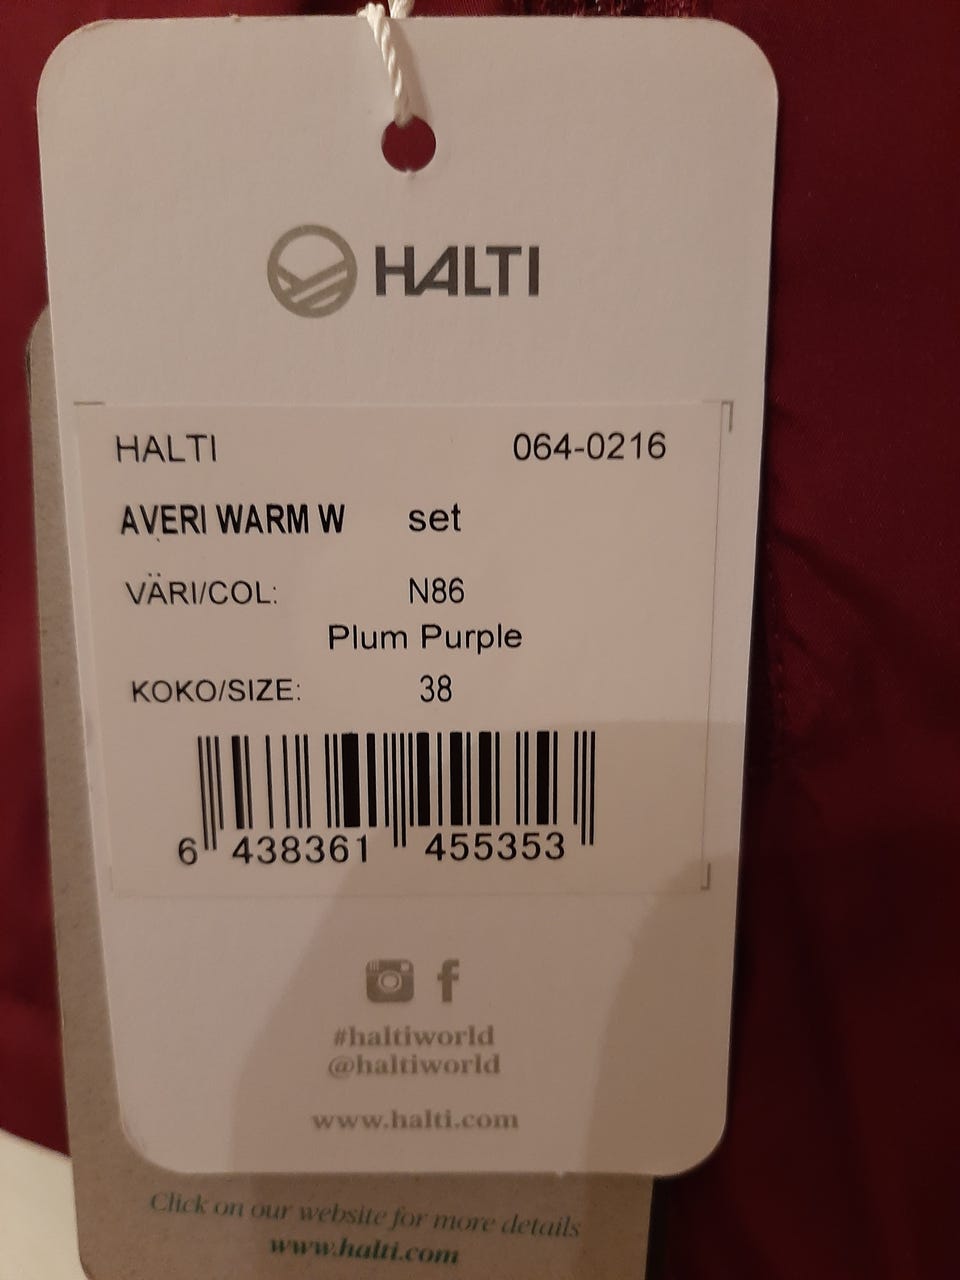 HALTI
HALTI 064-0216
AVERI WARM W set
VÄRI/COL: N86
Plum Purple
KOKO/SIZE: 38
6 438361 455353
#haltiworld
@haltiworld
www.halti.com
Click on our website for more details
www.halti.com